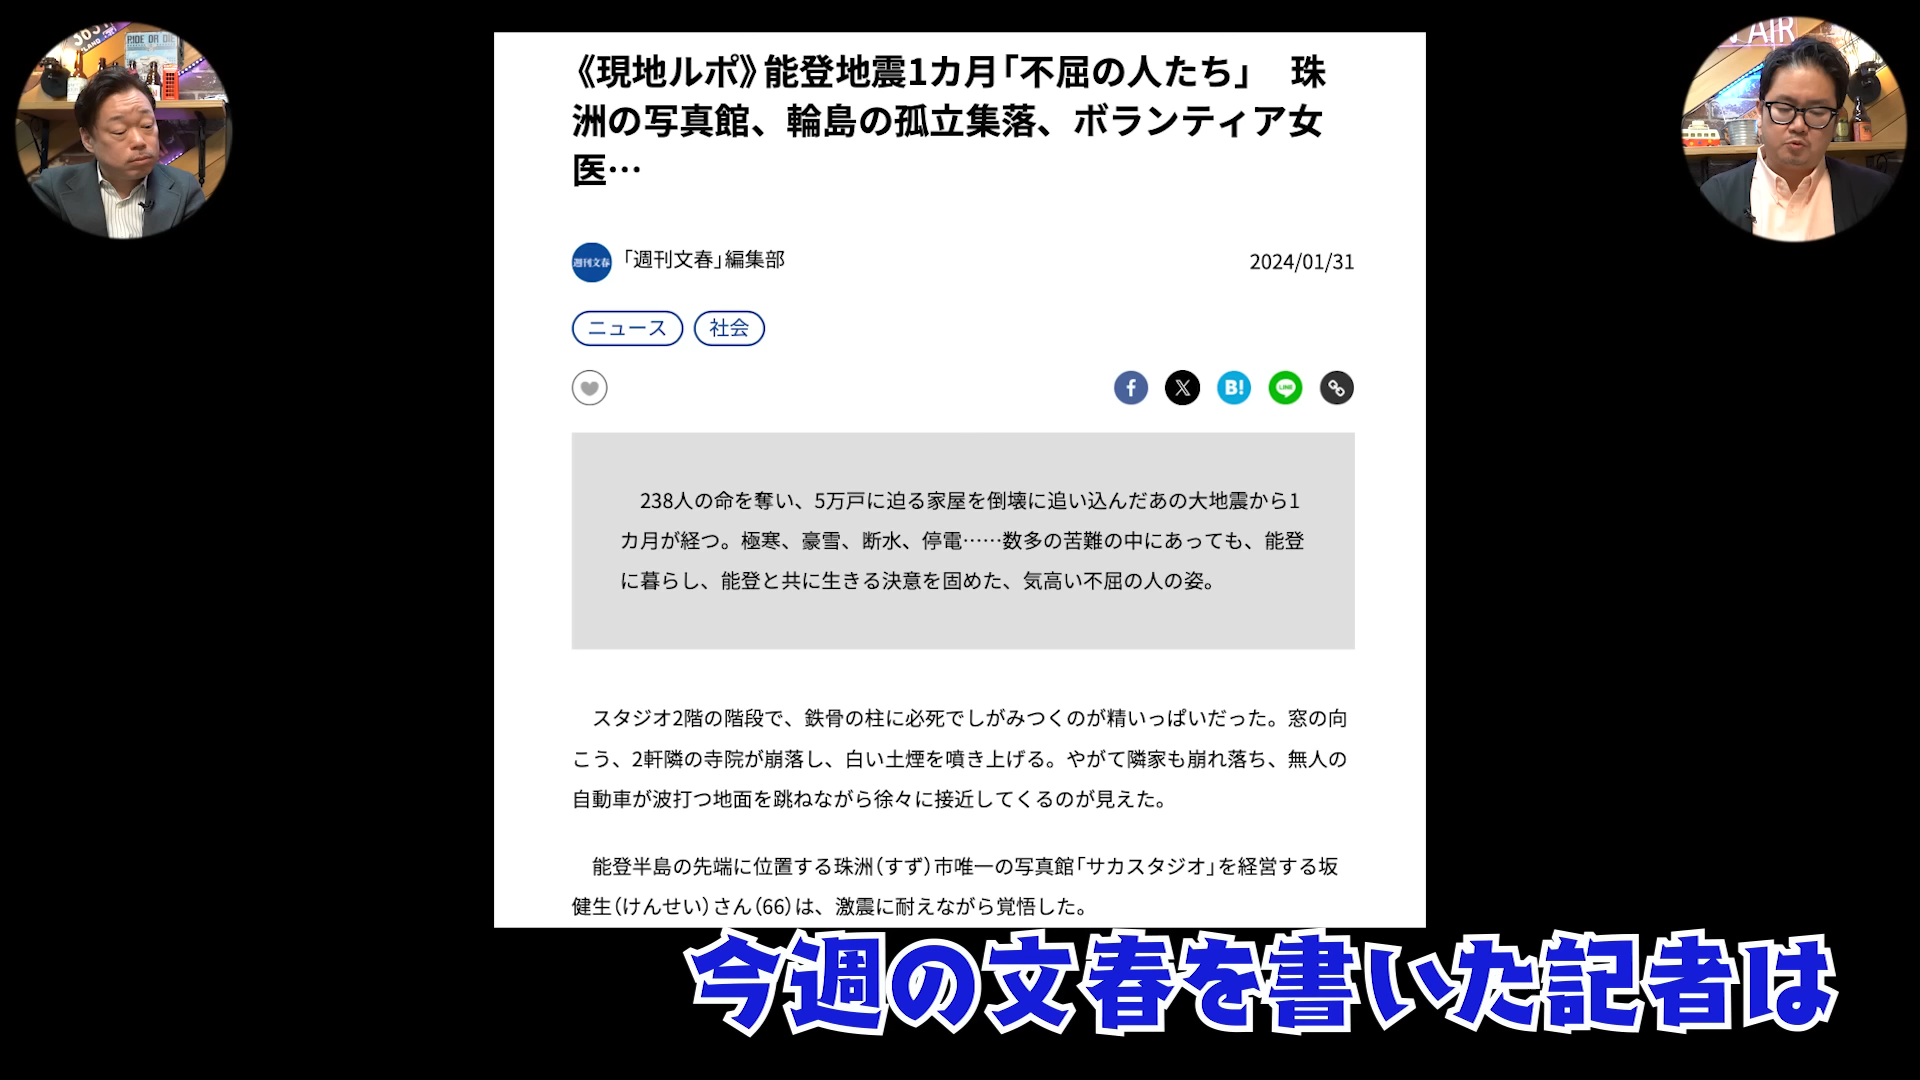 《現地ルポ》能登地震1カ月「不屈の人たち」　珠
洲の写真館、輪島の孤立集落、ボランティア女
医…
週刊文春
「週刊文春」編集部
2024/01/31
ニュース
社会
f
X
B!
LINE
238人の命を奪い、5万戸に迫る家屋を倒壊に追い込んだあの大地震から1
カ月が経つ。極寒、豪雪、断水、停電……数多の苦難の中にあっても、能登
に暮らし、能登と共に生きる決意を固めた、気高い不屈の人の姿。
スタジオ2階の階段で、鉄骨の柱に必死でしがみつくのが精いっぱいだった。窓の向
こう、2軒隣の寺院が崩落し、白い土煙を噴き上げる。やがて隣家も崩れ落ち、無人の
自動車が波打つ地面を跳ねながら徐々に接近してくるのが見えた。
能登半島の先端に位置する珠洲（すず）市唯一の写真館「サカスタジオ」を経営する坂
健生（けんせい）さん（66）は、激震に耐えながら覚悟した。
今週の文春を書いた記者は
RIDE OR DIE
AIR